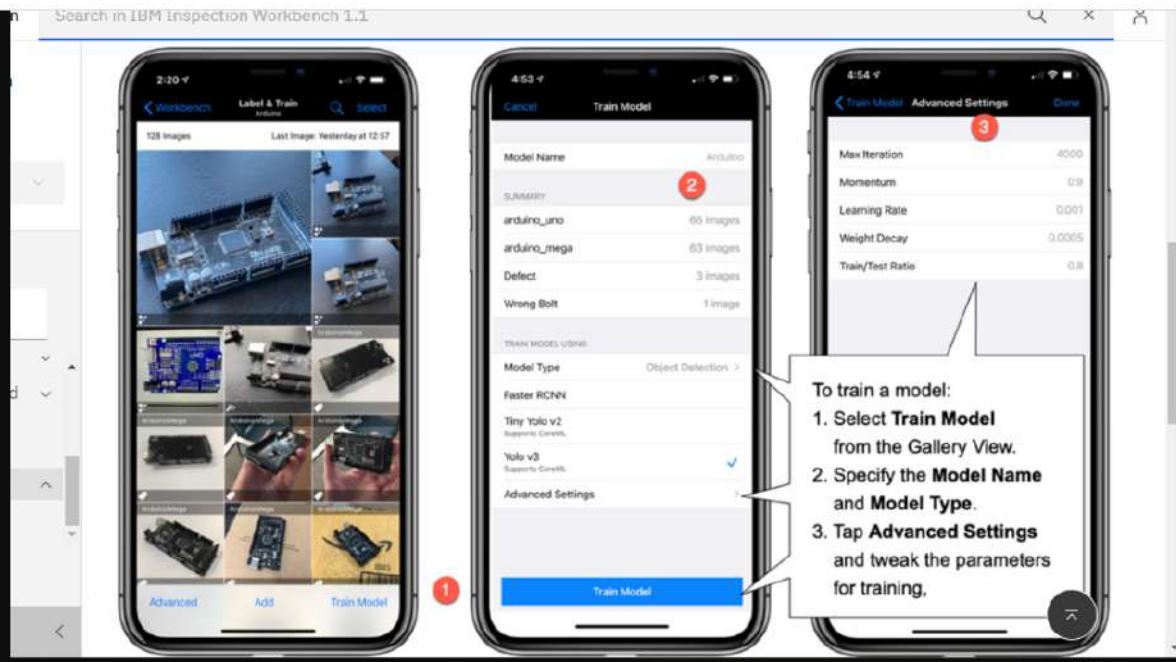 n
Search in IBM Inspection Workbench 1.1
d
2:20
Workbench
Label & Train
Arduino
Select
128 Images
Last Image: Yesterday at 12:57
ArduinoMega
ArduinoMega
ArduinoMega
ArduinoMega
ArduinoMega
ArduinoMega
Advanced
Add
Train Model
1
4:53
Cancel
Train Model
Model Name
Arduino
2
SUMMARY
arduino_uno
65 images
arduino_mega
63 images
Defect
3 images
Wrong Bolt
1 image
TRAIN MODEL USING
Model Type
Object Detection
Faster RCNN
Tiny Yolo v2
Supports CoreML
Yolo v3
Supports CoreML
Advanced Settings
Train Model
4:54
Train Model
Advanced Settings
Done
3
Max Iteration
4000
Momentum
0.9
Learning Rate
0.001
Weight Decay
0.0005
Train/Test Ratio
0.8
To train a model:
1. Select Train Model
from the Gallery View.
2. Specify the Model Name
and Model Type.
3. Tap Advanced Settings
and tweak the parameters
for training,